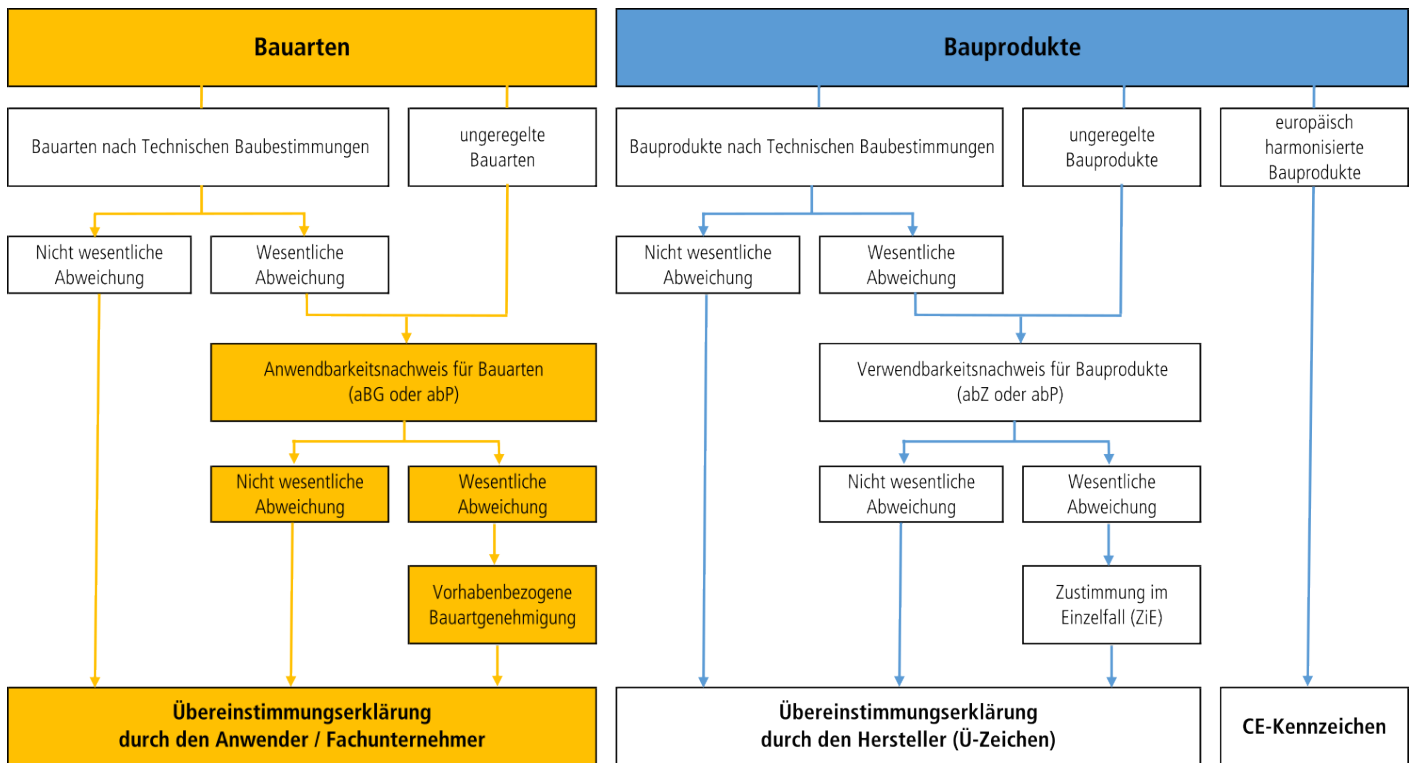 Bauarten
Bauprodukte
Bauarten nach Technischen Baubestimmungen
ungeregelte
Bauarten
Bauprodukte nach Technischen Baubestimmungen
ungeregelte
Bauprodukte
europäisch
harmonisierte
Bauprodukte
Nicht wesentliche
Abweichung
Wesentliche
Abweichung
Nicht wesentliche
Abweichung
Wesentliche
Abweichung
Anwendbarkeitsnachweis für Bauarten
(aBG oder abP)
Verwendbarkeitsnachweis für Bauprodukte
(abZ oder abP)
Nicht wesentliche
Abweichung
Wesentliche
Abweichung
Nicht wesentliche
Abweichung
Wesentliche
Abweichung
Vorhabenbezogene
Bauartgenehmigung
Zustimmung im
Einzelfall (ZiE)
Übereinstimmungserklärung
durch den Anwender / Fachunternehmer
Übereinstimmungserklärung
durch den Hersteller (Ü-Zeichen)
CE-Kennzeichen